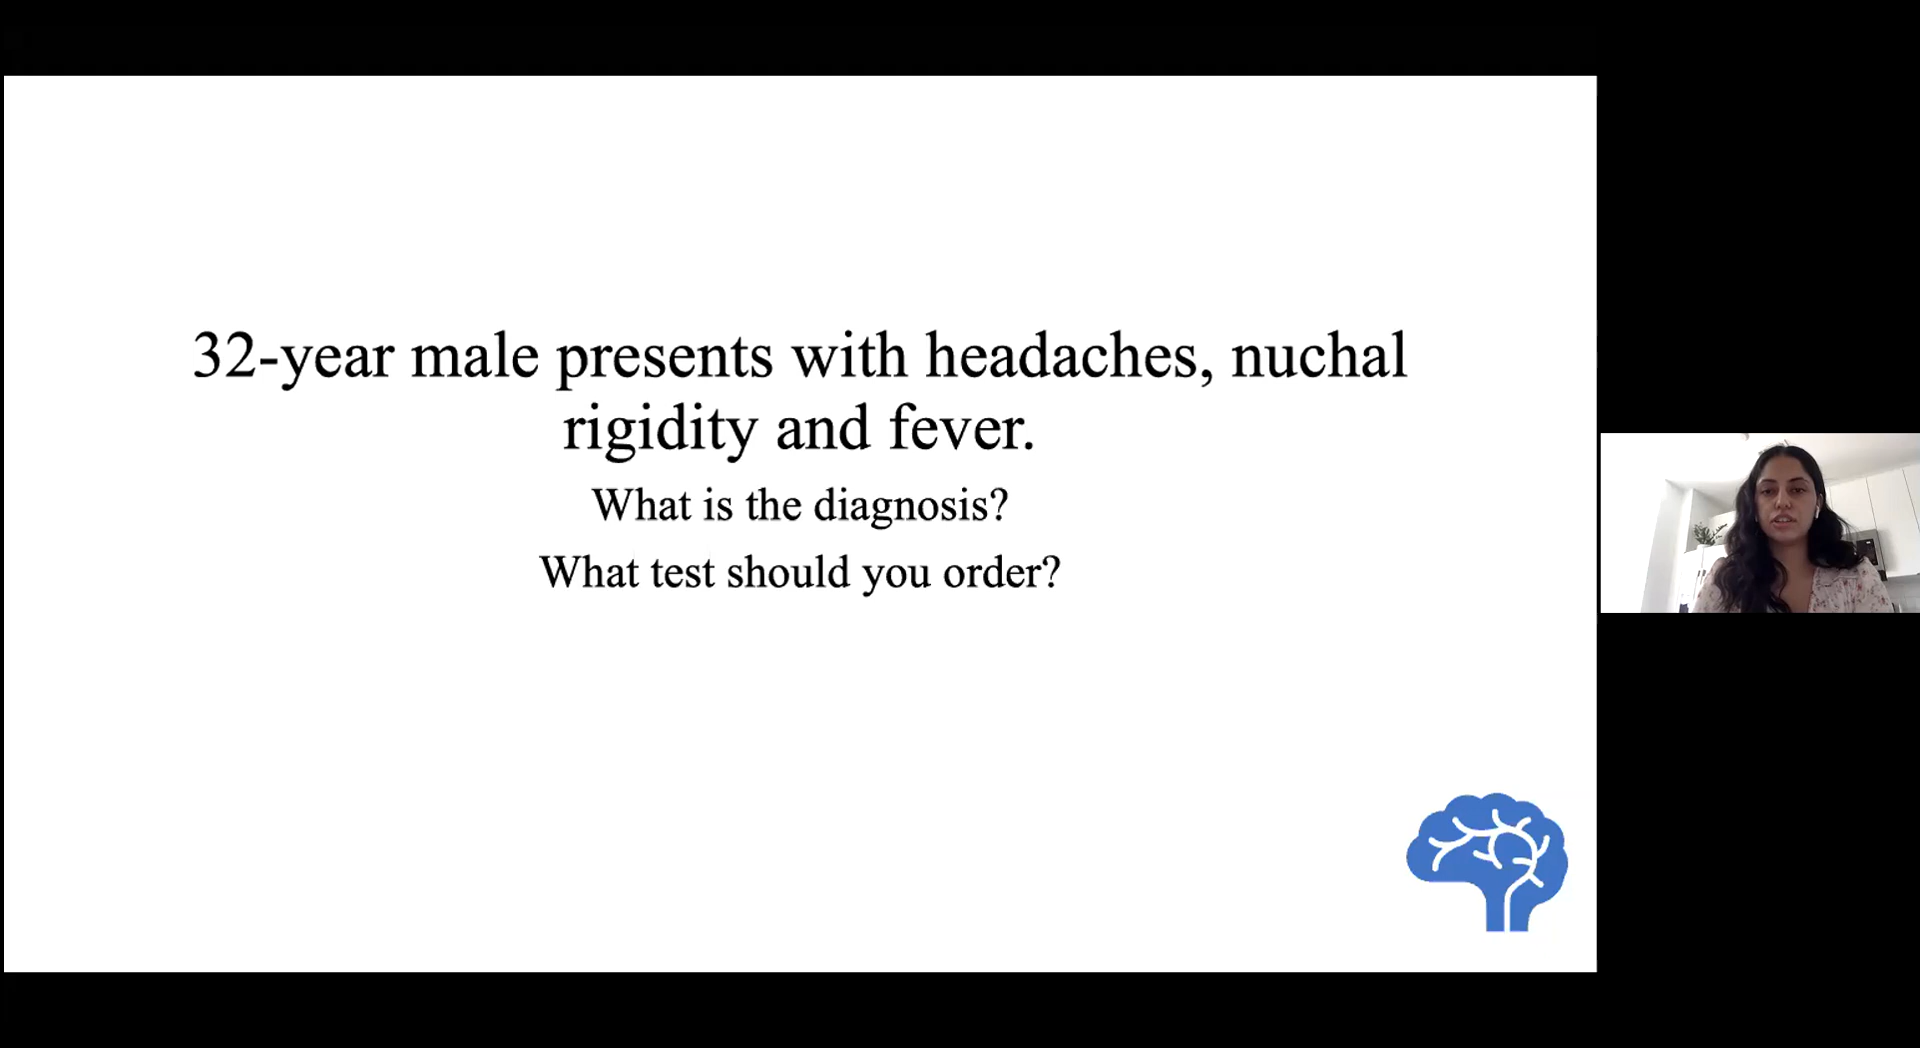 32-year male presents with headaches, nuchal
rigidity and fever.
What is the diagnosis?
What test should you order?